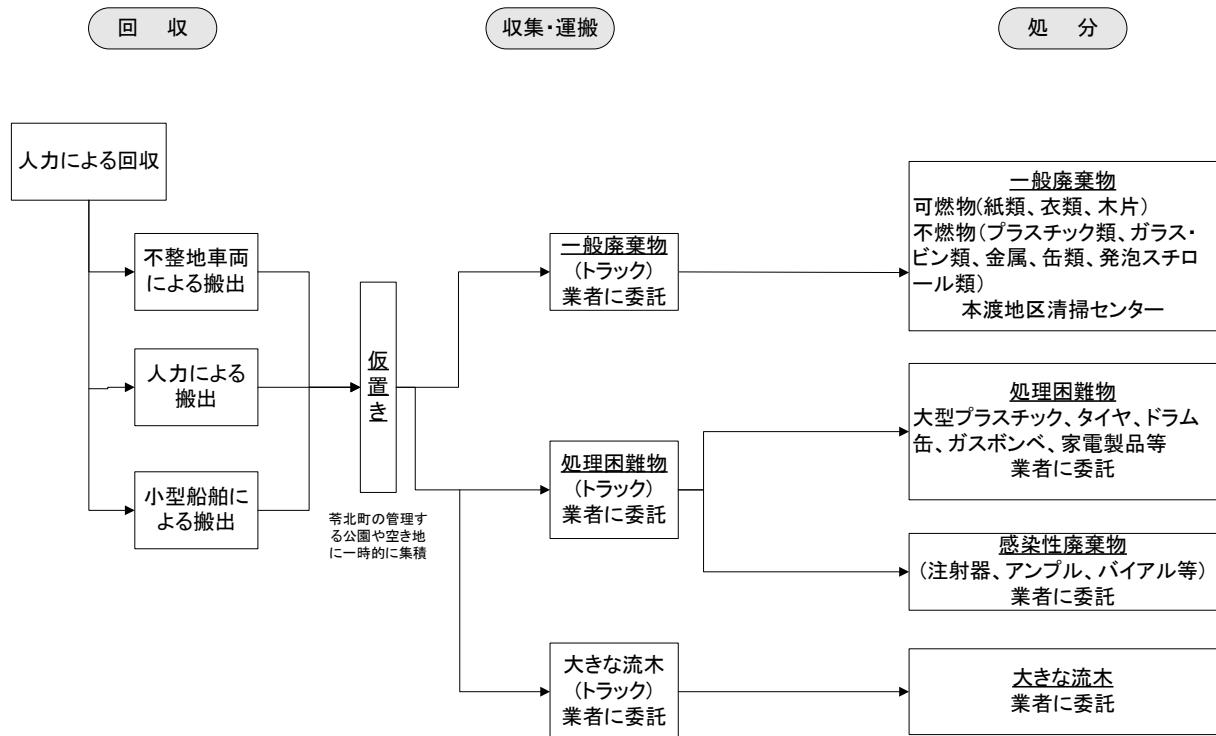 回　収
収集・運搬
処　分
人力による回収
不整地車両
による搬出
人力による
搬出
小型船舶に
よる搬出
仮置き
苓北町の管理す
る公園や空き地
に一時的に集積
一般廃棄物
(トラック)
業者に委託
処理困難物
(トラック)
業者に委託
大きな流木
(トラック)
業者に委託
一般廃棄物
可燃物(紙類、衣類、木片)
不燃物(プラスチック類、ガラス・
ビン類、金属、缶類、発泡スチロ
ール類)
本渡地区清掃センター
処理困難物
大型プラスチック、タイヤ、ドラム
缶、ガスボンベ、家電製品等
業者に委託
感染性廃棄物
(注射器、アンプル、バイアル等)
業者に委託
大きな流木
業者に委託